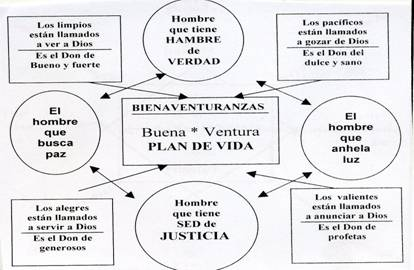 Los limpios
están llamados
a ver a Dios
Es el Don de
Bueno y fuerte
Hombre
que tiene
HAMBRE
de
VERDAD
Los pacíficos
están llamados
a gozar de Dios
Es el Don del
dulce y sano
El
hombre
que
busca
paz
BIENAVENTURANZAS
Buena * Ventura
PLAN DE VIDA
El
hombre
que
anhela
luz
Los alegres
están llamados
a servir a Dios
Es el Don de
generosos
Hombre
que tiene
SED de
JUSTICIA
Los valientes
están llamados
a anunciar a Dios
Es el Don de
profetas